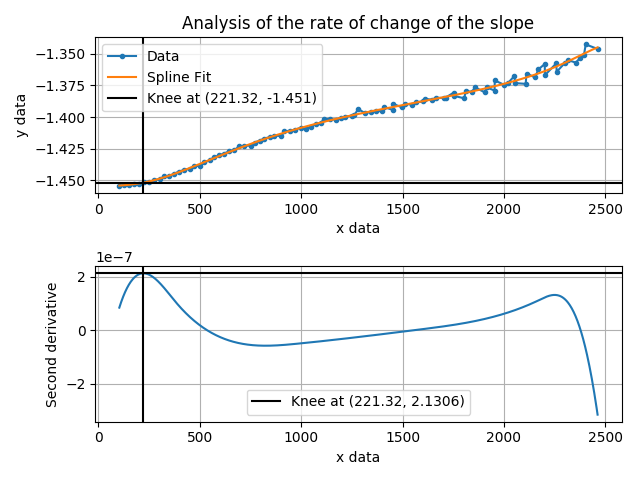 Analysis of the rate of change of the slope
Data
Spline Fit
Knee at (221.32, -1.451)
−1.350
−1.375
−1.400
−1.425
−1.450
y data
0 500 1000 1500 2000 2500
x data
1e−7
2
0
−2
Second derivative
Knee at (221.32, 2.1306)
0 500 1000 1500 2000 2500
x data